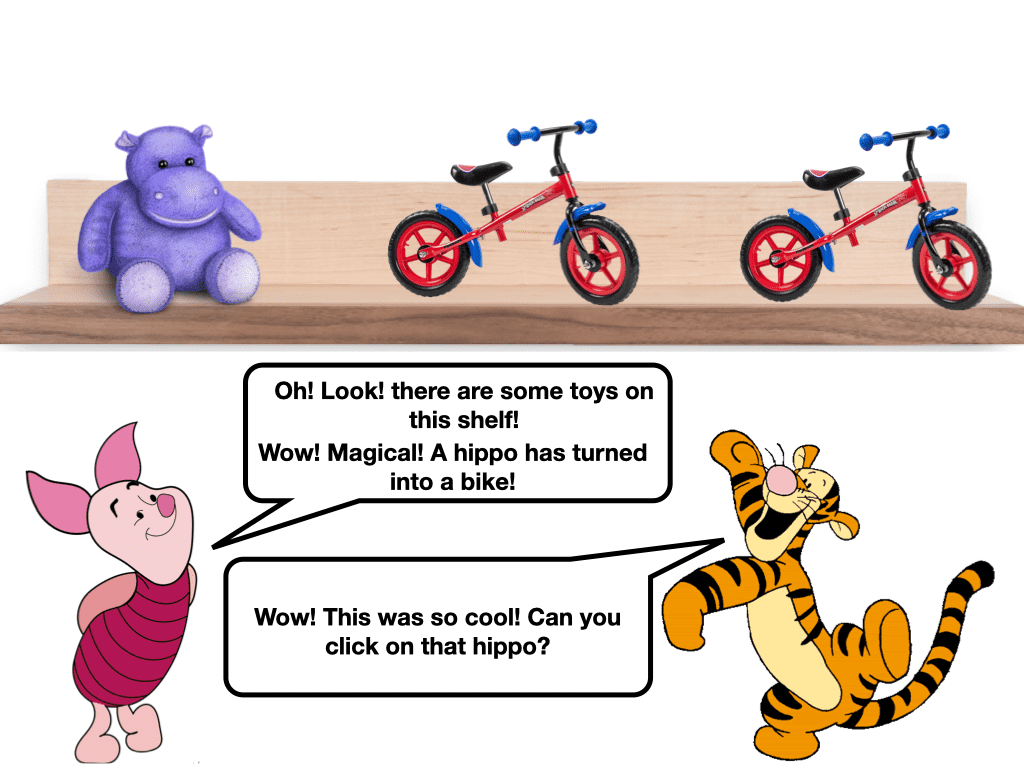 Oh! Look! there are some toys on
this shelf!
Wow! Magical! A hippo has turned
into a bike!
Wow! This was so cool! Can you
click on that hippo?